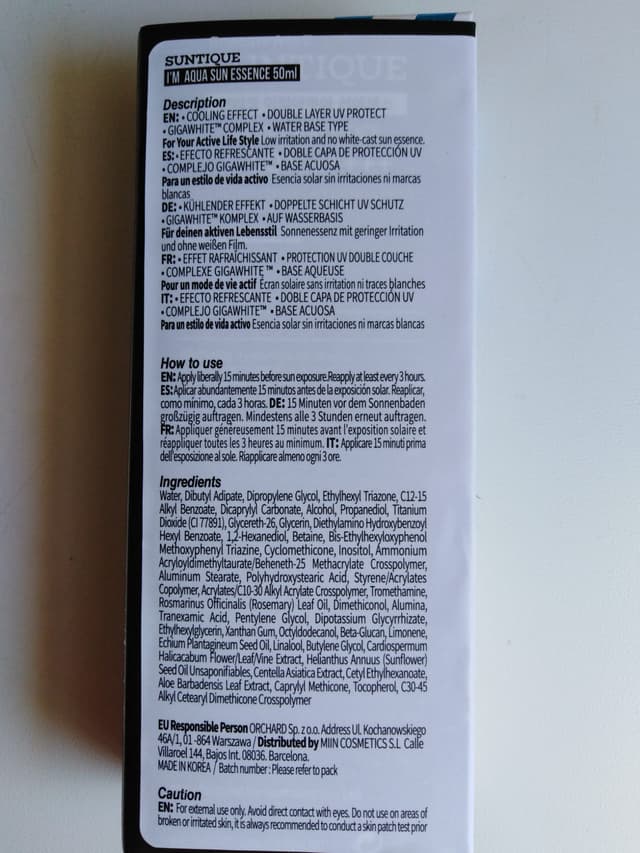 SUNTIQUE
I'M AQUA SUN ESSENCE 50ml
Description
EN: • COOLING EFFECT • DOUBLE LAYER UV PROTECT
• GIGAWHITE™ COMPLEX • WATER BASE TYPE
For Your Active Life Style Low irritation and no white-cast sun essence.
ES: • EFECTO REFRESCANTE • DOBLE CAPA DE PROTECCIÓN UV
• COMPLEJO GIGAWHITE™ • BASE ACUOSA
Para un estilo de vida activo Esencia solar sin irritaciones ni marcas
blancas
DE: • KÜHLENDER EFFEKT • DOPPELTE SCHICHT UV SCHUTZ
• GIGAWHITE™ KOMPLEX • AUF WASSERBASIS
Für deinen aktiven Lebensstil Sonnenessenz mit geringer Irritation
und ohne weißen Film.
FR: • EFFET RAFRAÎCHISSANT • PROTECTION UV DOUBLE COUCHE
• COMPLEXE GIGAWHITE ™ • BASE AQUEUSE
Pour un mode de vie actif Écran solaire sans irritation ni traces blanches
IT: • EFECTO REFRESCANTE • DOBLE CAPA DE PROTECCIÓN UV
• COMPLEJO GIGAWHITE™ • BASE ACUOSA
Para un estilo de vida activo Esencia solar sin irritaciones ni marcas blancas
How to use
EN: Apply liberally 15 minutes before sun exposure.Reapply at least every 3 hours.
ES: Aplicar abundantemente 15 minutos antes de la exposición solar. Reaplicar,
como mínimo, cada 3 horas. DE: 15 Minuten vor dem Sonnenbaden
großzügig auftragen. Mindestens alle 3 Stunden erneut auftragen.
FR: Appliquer généreusement 15 minutes avant l'exposition solaire et
réappliquer toutes les 3 heures au minimum. IT: Applicare 15 minuti prima
dell'esposizione al sole. Riapplicare almeno ogni 3 ore.
Ingredients
Water, Dibutyl Adipate, Dipropylene Glycol, Ethylhexyl Triazone, C12-15
Alkyl Benzoate, Dicaprylyl Carbonate, Alcohol, Propanediol, Titanium
Dioxide (CI 77891), Glycereth-26, Glycerin, Diethylamino Hydroxybenzoyl
Hexyl Benzoate, 1,2-Hexanediol, Betaine, Bis-Ethylhexyloxyphenol
Methoxyphenyl Triazine, Cyclomethicone, Inositol, Ammonium
Acryloyldimethyltaurate/Beheneth-25 Methacrylate Crosspolymer,
Aluminum Stearate, Polyhydroxystearic Acid, Styrene/Acrylates
Copolymer, Acrylates/C10-30 Alkyl Acrylate Crosspolymer, Tromethamine,
Rosmarinus Officinalis (Rosemary) Leaf Oil, Dimethiconol, Alumina,
Tranexamic Acid, Pentylene Glycol, Dipotassium Glycyrrhizate,
Ethylhexylglycerin, Xanthan Gum, Octyldodecanol, Beta-Glucan, Limonene,
Echium Plantagineum Seed Oil, Linalool, Butylene Glycol, Cardiospermum
Halicacabum Flower/Leaf/Vine Extract, Helianthus Annuus (Sunflower)
Seed Oil Unsaponifiables, Centella Asiatica Extract, Cetyl Ethylhexanoate,
Aloe Barbadensis Leaf Extract, Caprylyl Methicone, Tocopherol, C30-45
Alkyl Cetearyl Dimethicone Crosspolymer
EU Responsible Person ORCHARD Sp. z o.o. Address Ul. Kochanowskiego
46A/1, 01 -864 Warszawa / Distributed by MIIN COSMETICS S.L Calle
Villaroel 144, Bajos Int. 08036. Barcelona.
MADE IN KOREA / Batch number : Please refer to pack
Caution
EN: For external use only. Avoid direct contact with eyes. Do not use on areas of
broken or irritated skin, it is always recommended to conduct a skin patch test prior